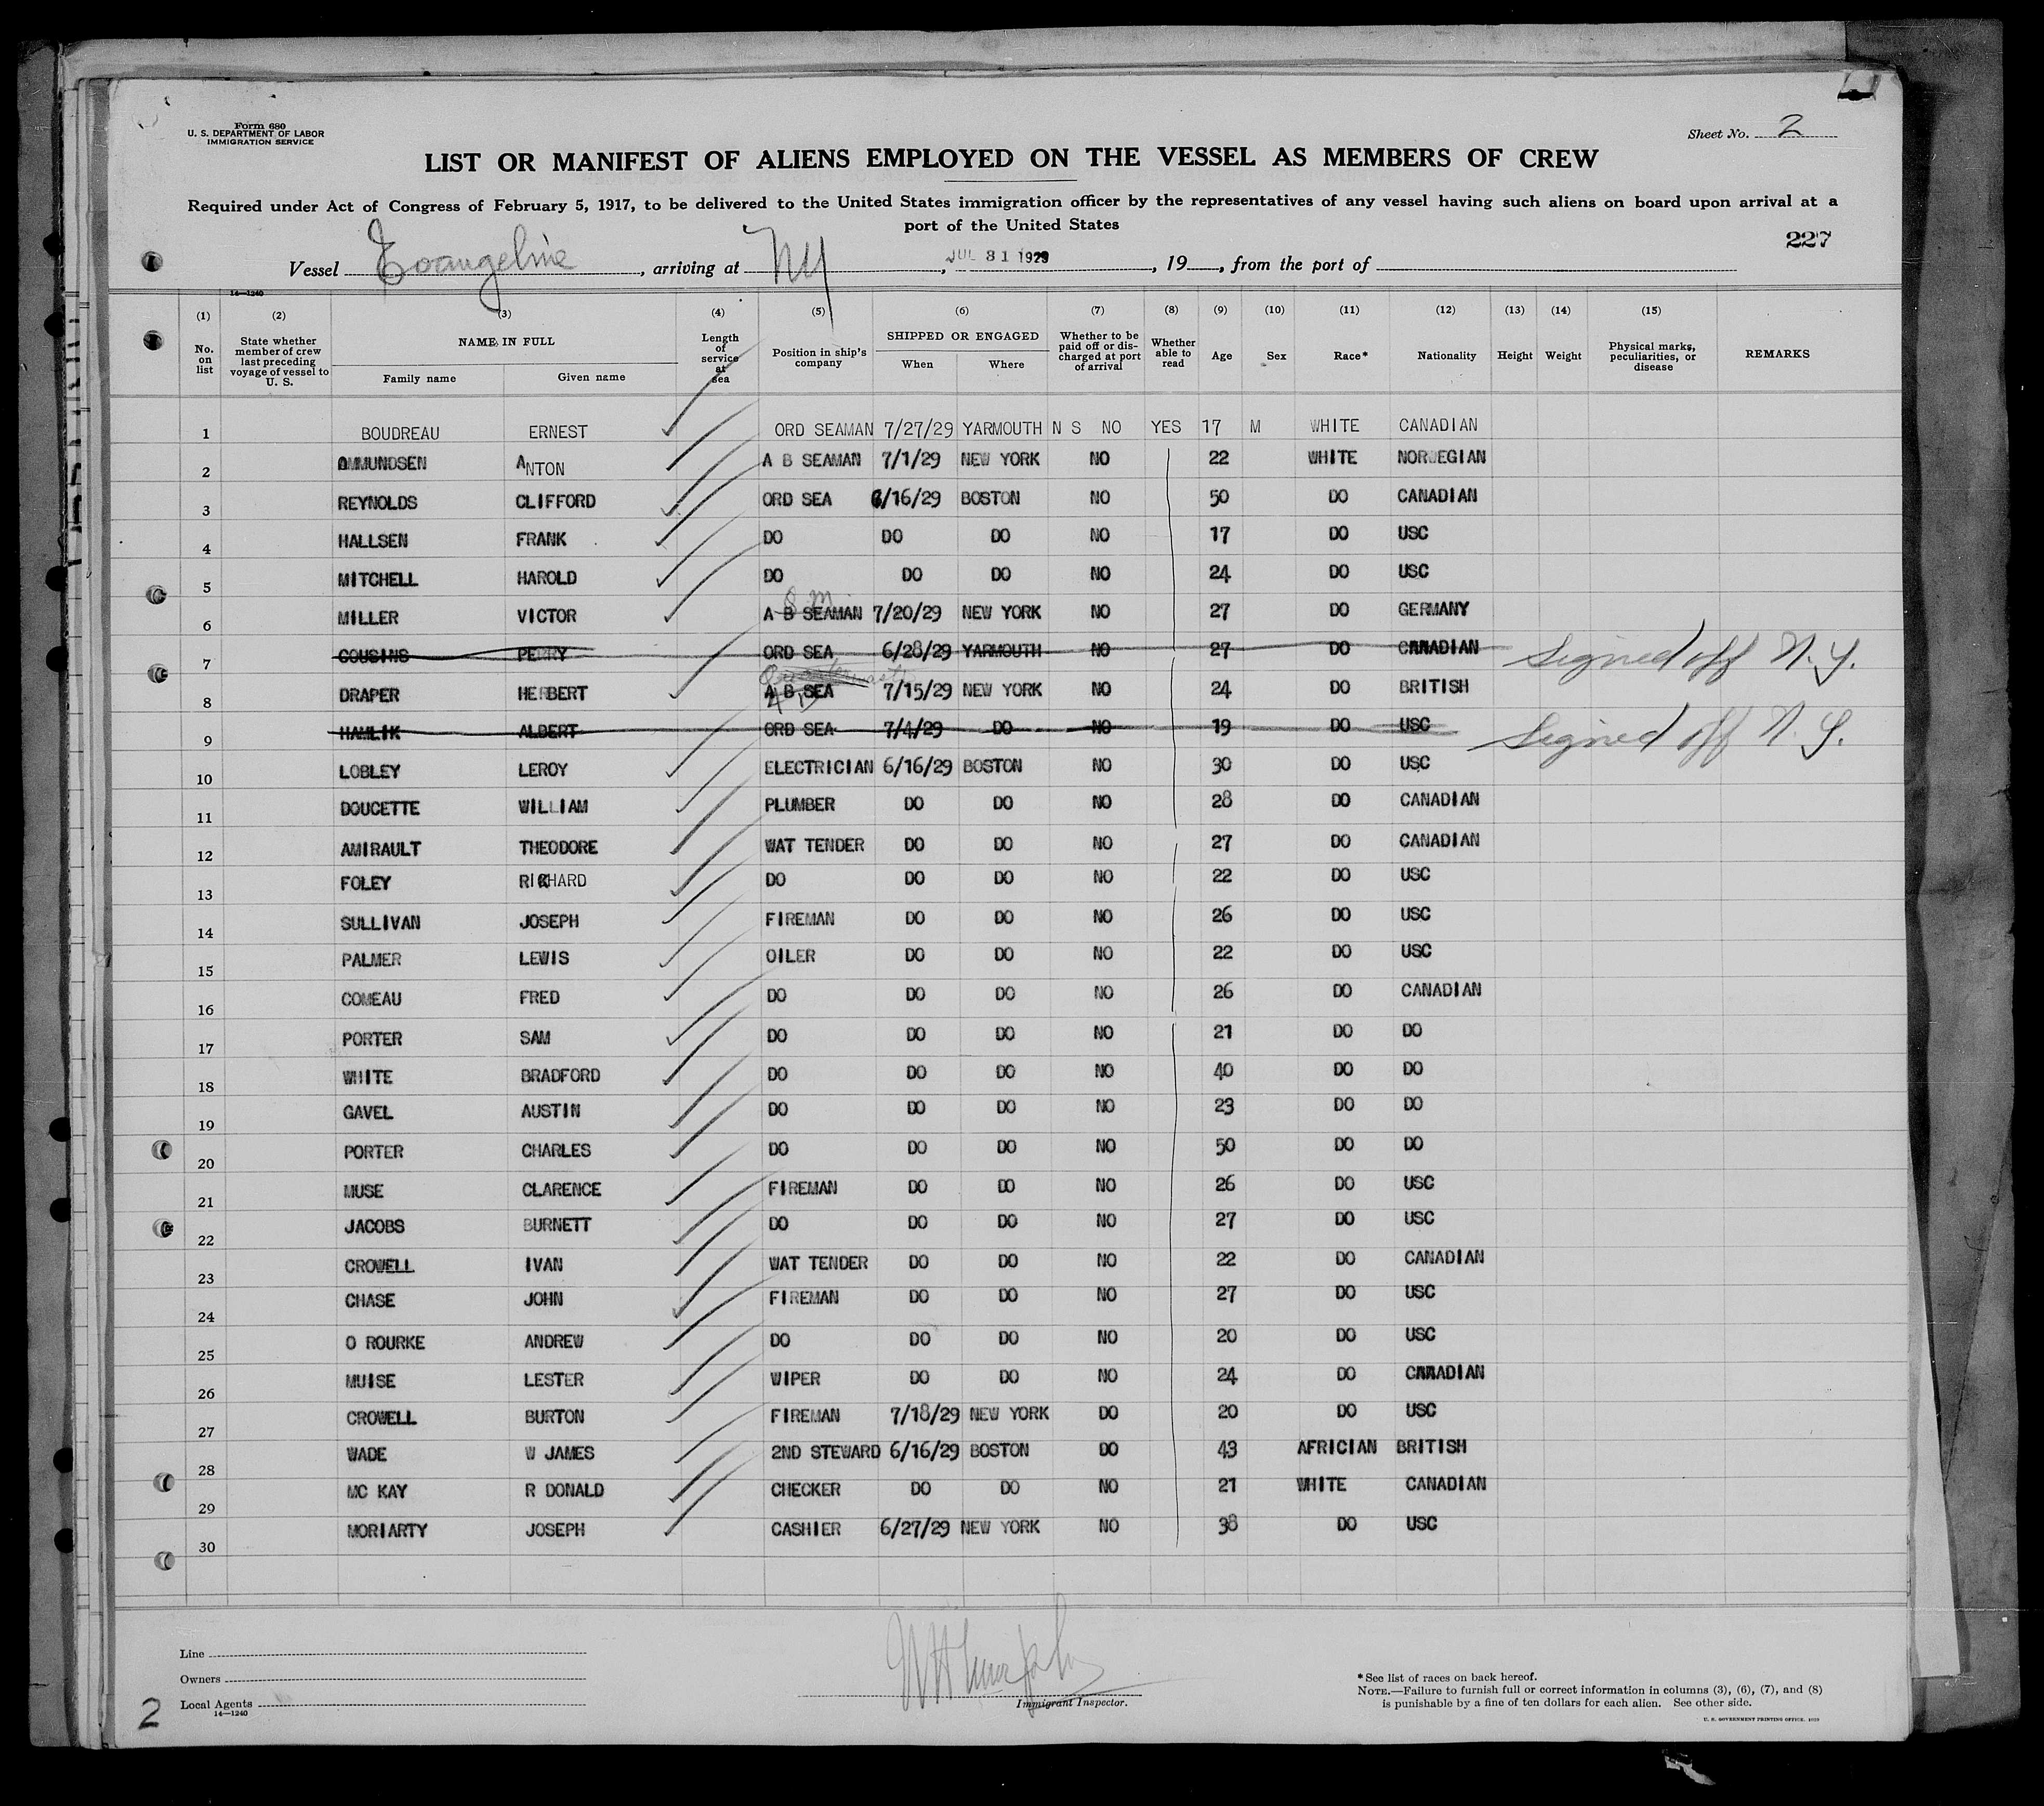 Form 680
U. S. DEPARTMENT OF LABOR
IMMIGRATION SERVICE
Sheet No. 2
LIST OR MANIFEST OF ALIENS EMPLOYED ON THE VESSEL AS MEMBERS OF CREW
Required under Act of Congress of February 5, 1917, to be delivered to the United States immigration officer by the representatives of any vessel having such aliens on board upon arrival at a
port of the United States
227
Vessel Evangeline, arriving at NY, JUL 31 1929, 19__, from the port of
14—1240
(1) (2) (3) (4) (5) (6) (7) (8) (9) (10) (11) (12) (13) (14) (15)
No. on list
State whether member of crew last preceding voyage of vessel to U. S.
NAME IN FULL
Family name Given name
Length of service at sea
Position in ship's company
SHIPPED OR ENGAGED
When Where
Whether to be paid off or discharged at port of arrival
Whether able to read
Age Sex Race* Nationality Height Weight
Physical marks, peculiarities, or disease
REMARKS
1 BOUDREAU ERNEST ORD SEAMAN 7/27/29 YARMOUTH N S NO YES 17 M WHITE CANADIAN
2 AMMUNDSEN ANTON A B SEAMAN 7/1/29 NEW YORK NO 22 WHITE NORWEGIAN
3 REYNOLDS CLIFFORD ORD SEA 6/16/29 BOSTON NO 50 DO CANADIAN
4 HALLSEN FRANK DO DO DO NO 17 DO USC
5 MITCHELL HAROLD DO DO DO NO 24 DO USC
6 MILLER VICTOR A B SEAMAN 7/20/29 NEW YORK NO 27 DO GERMANY
7 COUSINS PERRY ORD SEA 6/28/29 YARMOUTH NO 27 DO CANADIAN Signed off N.Y.
8 DRAPER HERBERT A B SEA 7/15/29 NEW YORK NO 24 DO BRITISH
9 HAMLIK ALBERT ORD SEA 7/4/29 DO NO 19 DO USC Signed off N.Y.
10 LOBLEY LEROY ELECTRICIAN 6/16/29 BOSTON NO 30 DO USC
11 DOUCETTE WILLIAM PLUMBER DO DO NO 28 DO CANADIAN
12 AMIRAULT THEODORE WAT TENDER DO DO NO 27 DO CANADIAN
13 FOLEY RICHARD DO DO DO NO 22 DO USC
14 SULLIVAN JOSEPH FIREMAN DO DO NO 26 DO USC
15 PALMER LEWIS OILER DO DO NO 22 DO USC
16 COMEAU FRED DO DO DO NO 26 DO CANADIAN
17 PORTER SAM DO DO DO NO 21 DO DO
18 WHITE BRADFORD DO DO DO NO 40 DO DO
19 GAVEL AUSTIN DO DO DO NO 23 DO DO
20 PORTER CHARLES DO DO DO NO 50 DO DO
21 MUSE CLARENCE FIREMAN DO DO NO 26 DO USC
22 JACOBS BURNETT DO DO DO NO 27 DO USC
23 CROWELL IVAN WAT TENDER DO DO NO 22 DO CANADIAN
24 CHASE JOHN FIREMAN DO DO NO 27 DO USC
25 O ROURKE ANDREW DO DO DO NO 20 DO USC
26 MUISE LESTER WIPER DO DO NO 24 DO CANADIAN
27 CROWELL BURTON FIREMAN 7/18/29 NEW YORK DO 20 DO USC
28 WADE W JAMES 2ND STEWARD 6/16/29 BOSTON DO 43 AFRICIAN BRITISH
29 MC KAY R DONALD CHECKER DO DO NO 21 WHITE CANADIAN
30 MORIARTY JOSEPH CASHIER 6/27/29 NEW YORK NO 38 DO USC
Line
Owners
Local Agents
14—1240
2
Immigrant Inspector.
*See list of races on back hereof.
NOTE.—Failure to furnish full or correct information in columns (3), (6), (7), and (8)
is punishable by a fine of ten dollars for each alien. See other side.